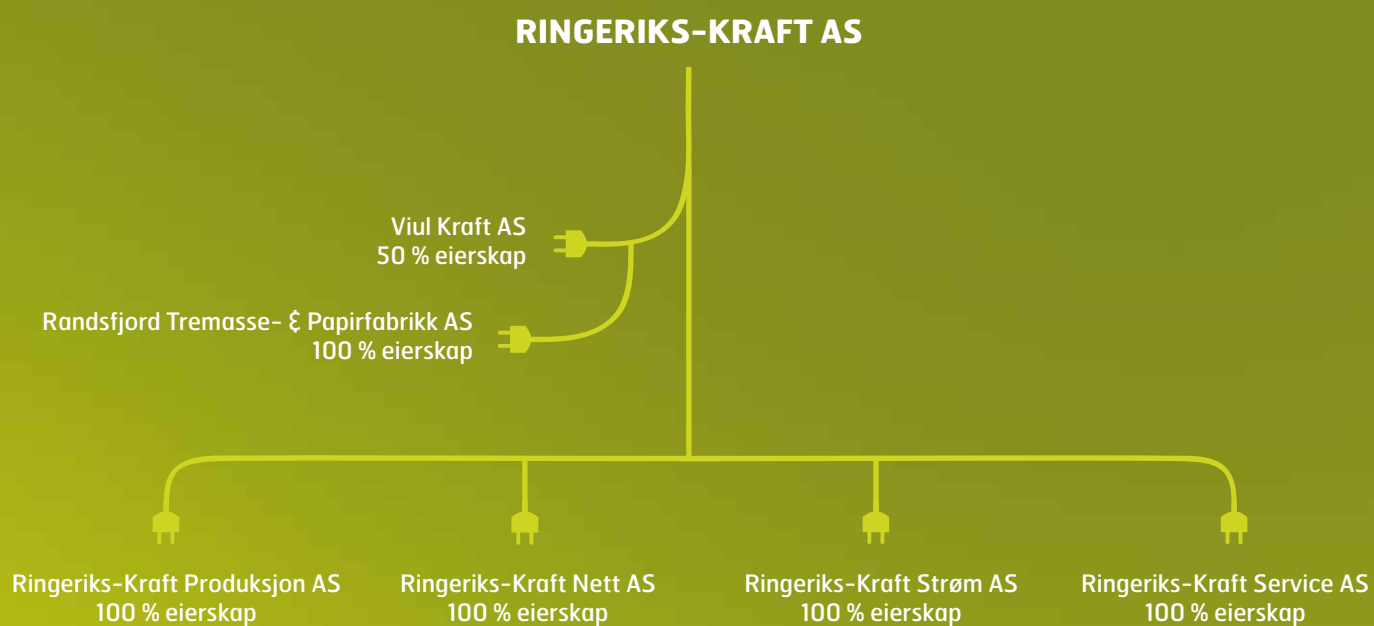 RINGERIKS-KRAFT AS
Viul Kraft AS
50 % eierskap
Randsfjord Tremasse- & Papirfabrikk AS
100 % eierskap
Ringeriks-Kraft Produksjon AS
100 % eierskap
Ringeriks-Kraft Nett AS
100 % eierskap
Ringeriks-Kraft Strøm AS
100 % eierskap
Ringeriks-Kraft Service AS
100 % eierskap